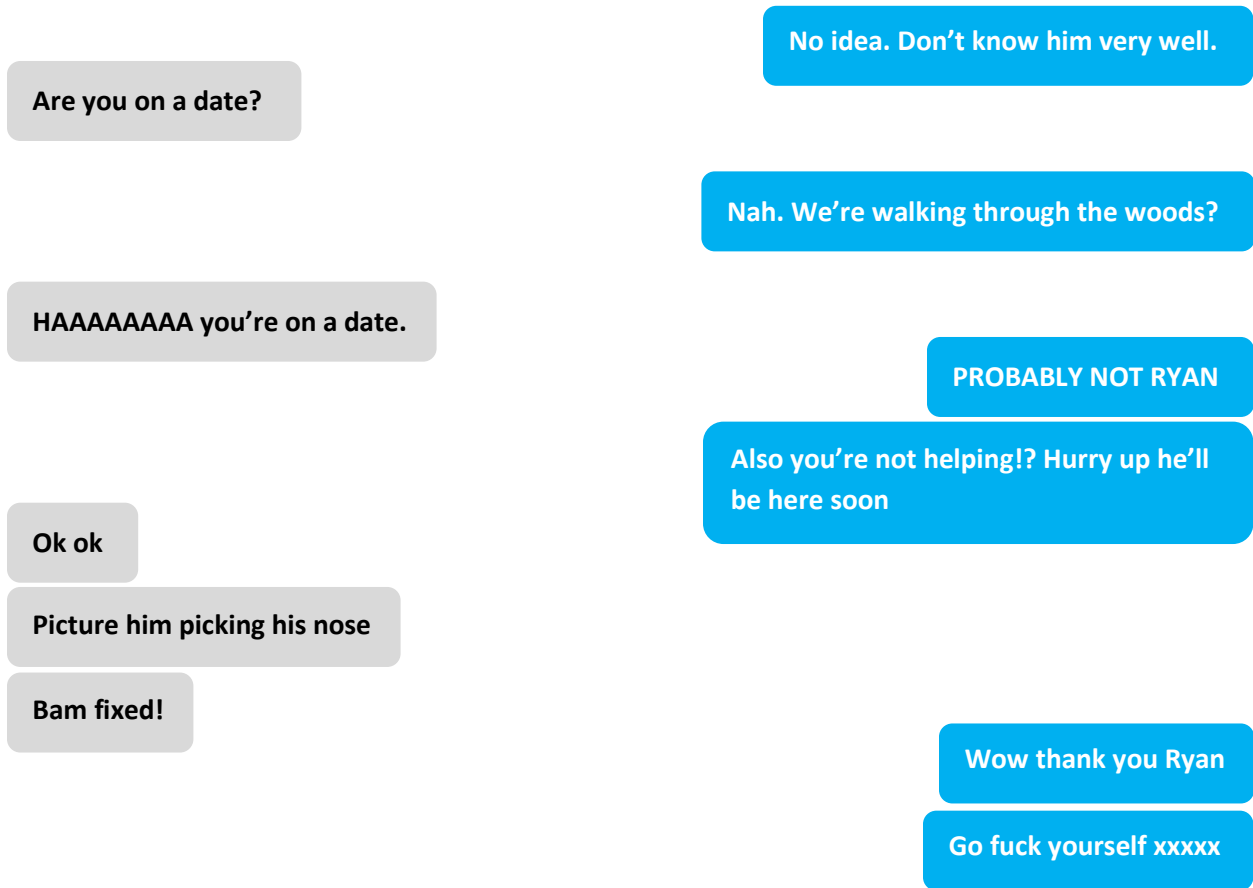 No idea. Don’t know him very well.
Are you on a date?
Nah. We’re walking through the woods?
HAAAAAAAA you’re on a date.
PROBABLY NOT RYAN
Also you’re not helping!? Hurry up he’ll
be here soon
Ok ok
Picture him picking his nose
Bam fixed!
Wow thank you Ryan
Go fuck yourself xxxxx